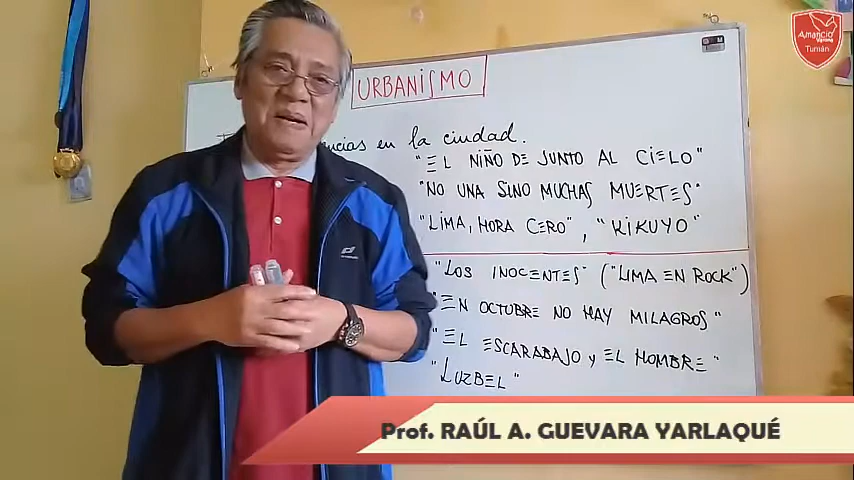 Amancio
Varona
Tumán
URBANISMO
en la ciudad.
"EL NIÑO DE JUNTO AL CIELO"
"NO UNA SINO MUCHAS MUERTES"
"LIMA, HORA CERO", "KIKUYO"
"LOS INOCENTES" ("LIMA EN ROCK")
"EN OCTUBRE NO HAY MILAGROS"
"EL ESCARABAJO Y EL HOMBRE"
"LUZBEL"
Prof. RAÚL A. GUEVARA YARLAQUÉ